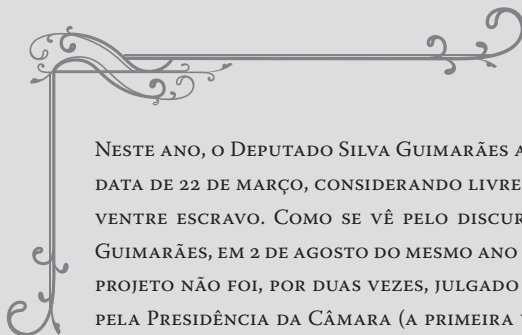 Neste ano, o Deputado Silva Guimarães a
data de 22 de março, considerando livre
ventre escravo. Como se vê pelo discur
Guimarães, em 2 de agosto do mesmo ano
projeto não foi, por duas vezes, julgado
pela Presidência da Câmara (a primeira